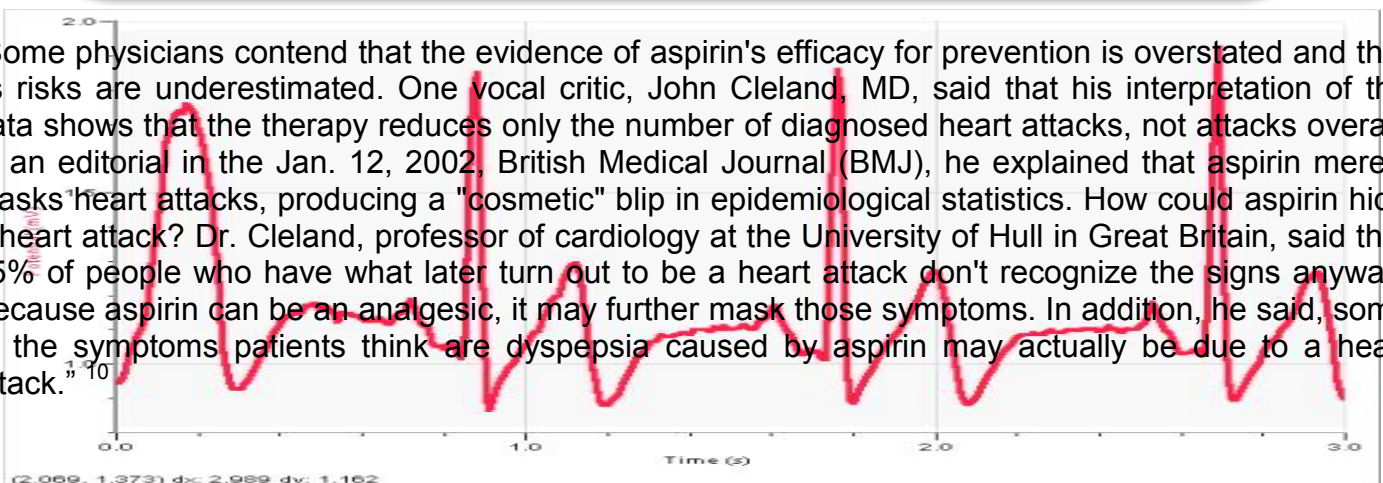 2.0
ome physicians contend that the evidence of aspirin's efficacy for prevention is overstated and th
s risks are underestimated. One vocal critic, John Cleland, MD, said that his interpretation of th
ata shows that the therapy reduces only the number of diagnosed heart attacks, not attacks overa
an editorial in the Jan. 12, 2002, British Medical Journal (BMJ), he explained that aspirin mere
asks heart attacks, producing a "cosmetic" blip in epidemiological statistics. How could aspirin hid
heart attack? Dr. Cleland, professor of cardiology at the University of Hull in Great Britain, said th
5% of people who have what later turn out to be a heart attack don't recognize the signs anywa
ecause aspirin can be an analgesic, it may further mask those symptoms. In addition, he said, som
the symptoms patients think are dyspepsia caused by aspirin may actually be due to a hea
tack.” 10
0.0 1.0 2.0 3.0
Time (s)
(2.069, 1.373) dx: 2.989 dy: 1.162